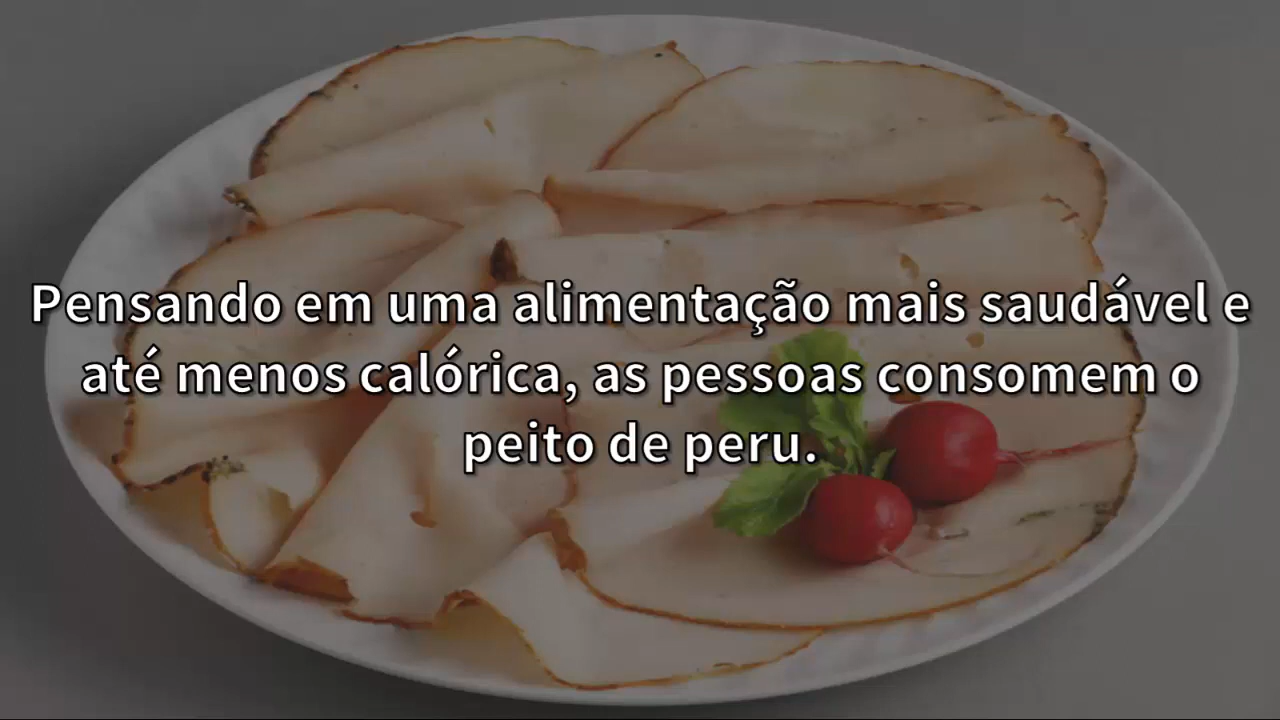 Pensando em uma alimentação mais saudável e
até menos calórica, as pessoas consomem o
peito de peru.